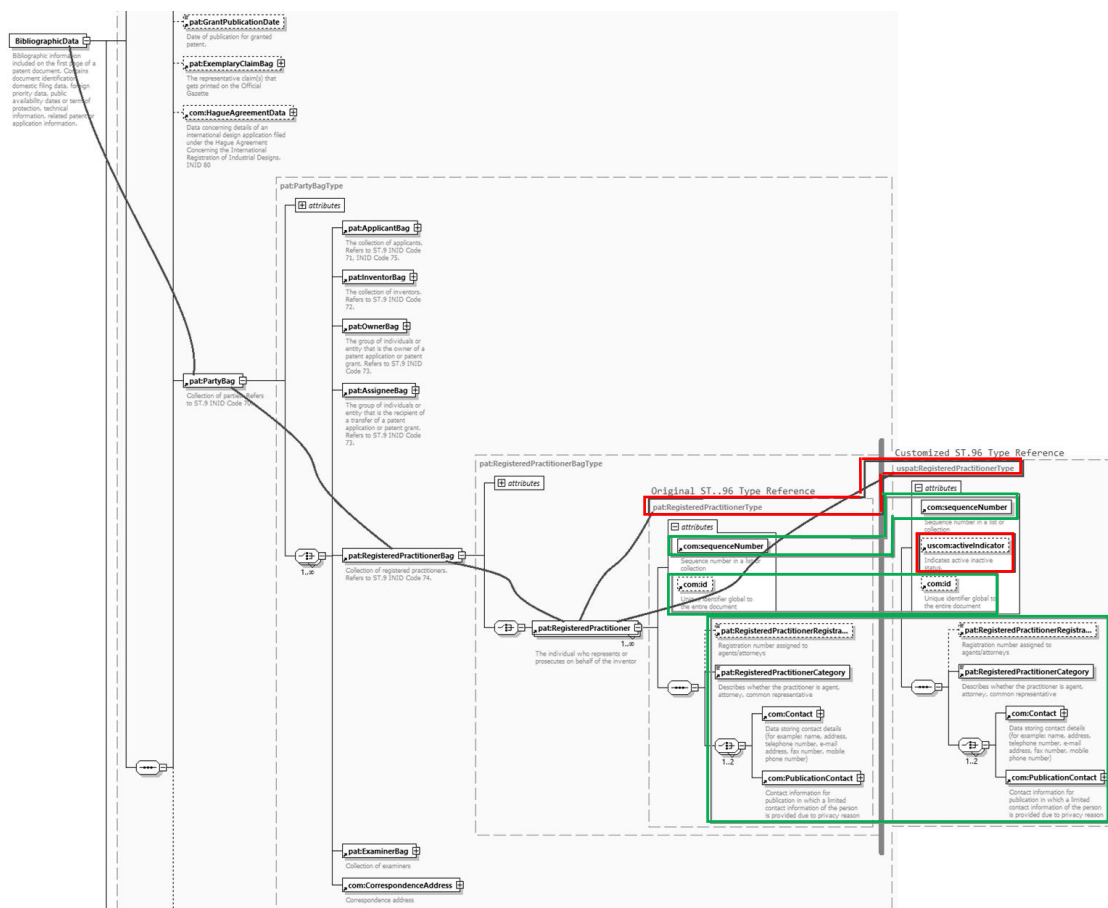 pat:GrantPublicationDate
Date of publication for granted
patent.
BibliographicData
Bibliographic information
included on the first page of a
patent document. Contains
document identification,
domestic filing data, foreign
priority data, public
availability dates or term of
protection, technical
information, related patent or
application information.
pat:ExemplaryClaimBag
The representative claim(s) that
gets printed on the Official
Gazette
com:HagueAgreementData
Data concerning details of an
international design application filed
under the Hague Agreement
Concerning the International
Registration of Industrial Designs.
INID 80
pat:PartyBagType
attributes
pat:ApplicantBag
The collection of applicants.
Refers to ST.9 INID Code
71, INID Code 75.
pat:InventorBag
The collection of inventors.
Refers to ST.9 INID Code
72.
pat:OwnerBag
The group of individuals or
entity that is the owner of a
patent application or patent
grant. Refers to ST.9 INID
Code 73.
pat:PartyBag
Collection of parties. Refers
to ST.9 INID Code 70.
pat:AssigneeBag
The group of individuals or
entity that is the recipient of
a transfer of a patent
application or patent grant.
Refers to ST.9 INID Code
73.
pat:RegisteredPractitionerBagType
attributes
pat:RegisteredPractitionerBag
1..∞
Collection of registered practitioners.
Refers to ST.9 INID Code 74.
pat:RegisteredPractitioner
1..∞
The individual who represents or
prosecutes on behalf of the inventor
Original ST..96 Type Reference
pat:RegisteredPractitionerType
attributes
com:sequenceNumber
Sequence number in a list or
collection
com:id
Unique identifier global to
the entire document
pat:RegisteredPractitionerRegistra...
Registration number assigned to
agents/attorneys
pat:RegisteredPractitionerCategory
Describes whether the practitioner is agent,
attorney, common representative
com:Contact
Data storing contact details
(for example: name, address,
telephone number, e-mail
address, fax number, mobile
phone number)
1..2
com:PublicationContact
Contact information for
publication in which a limited
contact information of the person
is provided due to privacy reason
Customized ST.96 Type Reference
uspat:RegisteredPractitionerType
attributes
com:sequenceNumber
Sequence number in a list or
collection
uscom:activeIndicator
Indicates active inactive
status.
com:id
Unique identifier global to
the entire document
pat:RegisteredPractitionerRegistra...
Registration number assigned to
agents/attorneys
pat:RegisteredPractitionerCategory
Describes whether the practitioner is agent,
attorney, common representative
com:Contact
Data storing contact details
(for example: name, address,
telephone number, e-mail
address, fax number, mobile
phone number)
1..2
com:PublicationContact
Contact information for
publication in which a limited
contact information of the person
is provided due to privacy reason
pat:ExaminerBag
Collection of examiners
com:CorrespondenceAddress
Correspondence address